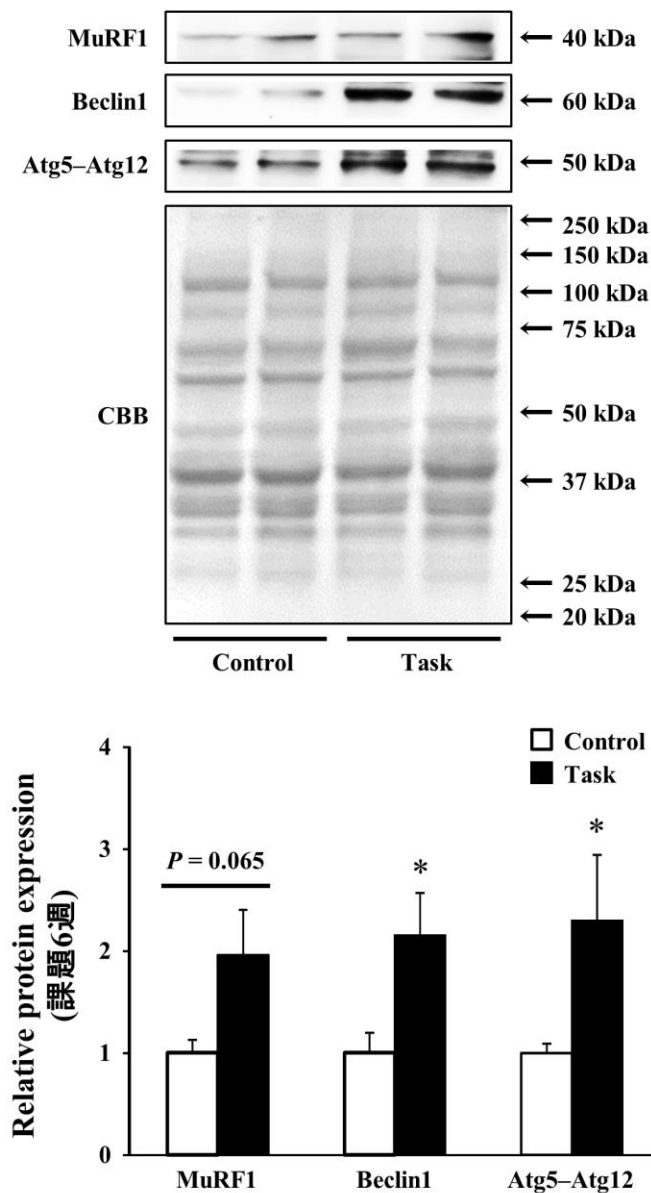 MuRF1 ← 40 kDa
Beclin1 ← 60 kDa
Atg5–Atg12 ← 50 kDa
← 250 kDa
← 150 kDa
← 100 kDa
← 75 kDa
CBB
← 50 kDa
← 37 kDa
← 25 kDa
← 20 kDa
Control Task
Relative protein expression
(課題6週)
4
3
2
1
0
Control
Task
P = 0.065
*
*
MuRF1 Beclin1 Atg5–Atg12